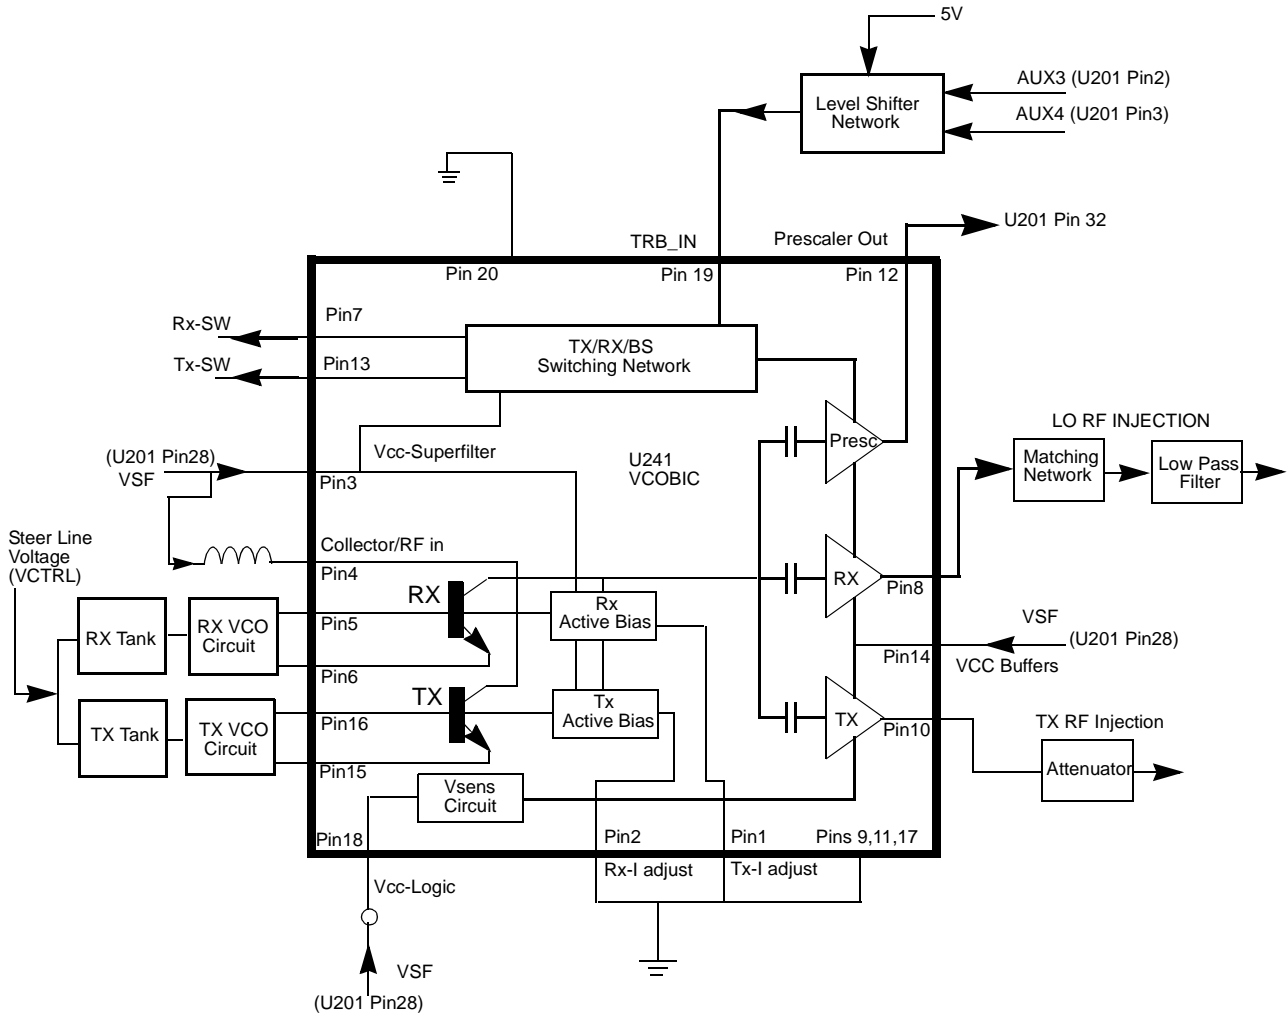 5V
AUX3 (U201 Pin2)
Level Shifter
Network
AUX4 (U201 Pin3)
U201 Pin 32
TRB_IN
Prescaler Out
Pin 20
Pin 19
Pin 12
Pin7
Rx-SW
TX/RX/BS
Switching Network
Tx-SW
Pin13
Presc
LO RF INJECTION
Vcc-Superfilter
U241
VCOBIC
Matching
Network
Low Pass
Filter
(U201 Pin28)
VSF
Pin3
Steer Line
Voltage
(VCTRL)
Collector/RF in
Pin4
RX
RX
Pin8
Rx
Active Bias
RX Tank
RX VCO
Circuit
Pin5
VSF
(U201 Pin28)
Pin14
VCC Buffers
Pin6
TX
Tx
Active Bias
TX
Pin10
TX RF Injection
TX Tank
TX VCO
Circuit
Pin16
Pin15
Attenuator
Vsens
Circuit
Pin18
Pin2
Pin1
Pins 9,11,17
Rx-I adjust
Tx-I adjust
Vcc-Logic
VSF
(U201 Pin28)